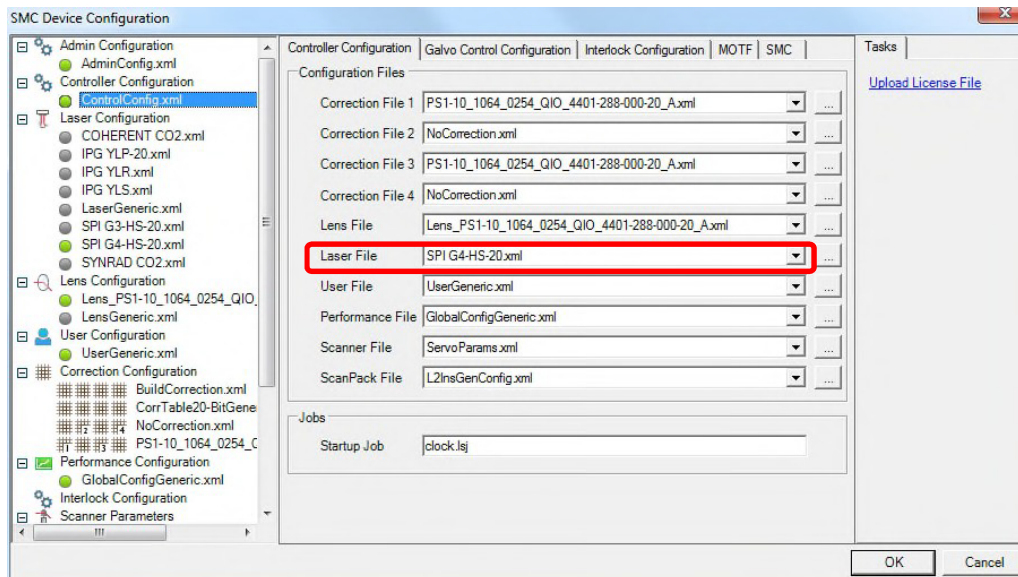 SMC Device Configuration
Admin Configuration
AdminConfig.xml
Controller Configuration
ControlConfig.xml
Laser Configuration
COHERENT CO2.xml
IPG YLP-20.xml
IPG YLR.xml
IPG YLS.xml
LaserGeneric.xml
SPI G3-HS-20.xml
SPI G4-HS-20.xml
SYNRAD CO2.xml
Lens Configuration
Lens_PS1-10_1064_0254_QIO_
LensGeneric.xml
User Configuration
UserGeneric.xml
Correction Configuration
BuildCorrection.xml
CorrTable20-BitGene
2 4 NoCorrection.xml
1 3 PS1-10_1064_0254_Q
Performance Configuration
GlobalConfigGeneric.xml
Interlock Configuration
Scanner Parameters
Controller Configuration Galvo Control Configuration Interlock Configuration MOTF SMC
Configuration Files
Correction File 1 PS1-10_1064_0254_QIO_4401-288-000-20_A.xml ...
Correction File 2 NoCorrection.xml ...
Correction File 3 PS1-10_1064_0254_QIO_4401-288-000-20_A.xml ...
Correction File 4 NoCorrection.xml ...
Lens File Lens_PS1-10_1064_0254_QIO_4401-288-000-20_A.xml ...
Laser File SPI G4-HS-20.xml ...
User File UserGeneric.xml ...
Performance File GlobalConfigGeneric.xml ...
Scanner File ServoParams.xml ...
ScanPack File L2InsGenConfig.xml ...
Jobs
Startup Job clock.lsj
Tasks
Upload License File
OK Cancel